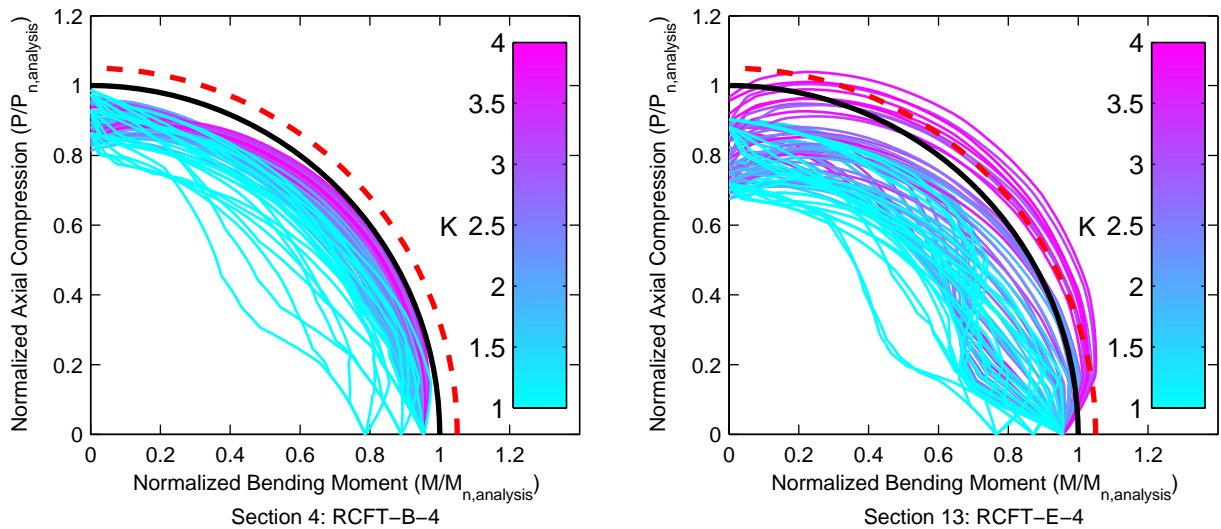 1.2
1
0.8
0.6
0.4
0.2
0
Normalized Axial Compression (P/P_n,analysis)
0 0.2 0.4 0.6 0.8 1 1.2
Normalized Bending Moment (M/M_n,analysis)
Section 4: RCFT−B−4
K
4
3.5
3
2.5
2
1.5
1
1.2
1
0.8
0.6
0.4
0.2
0
Normalized Axial Compression (P/P_n,analysis)
0 0.2 0.4 0.6 0.8 1 1.2
Normalized Bending Moment (M/M_n,analysis)
Section 13: RCFT−E−4
K
4
3.5
3
2.5
2
1.5
1